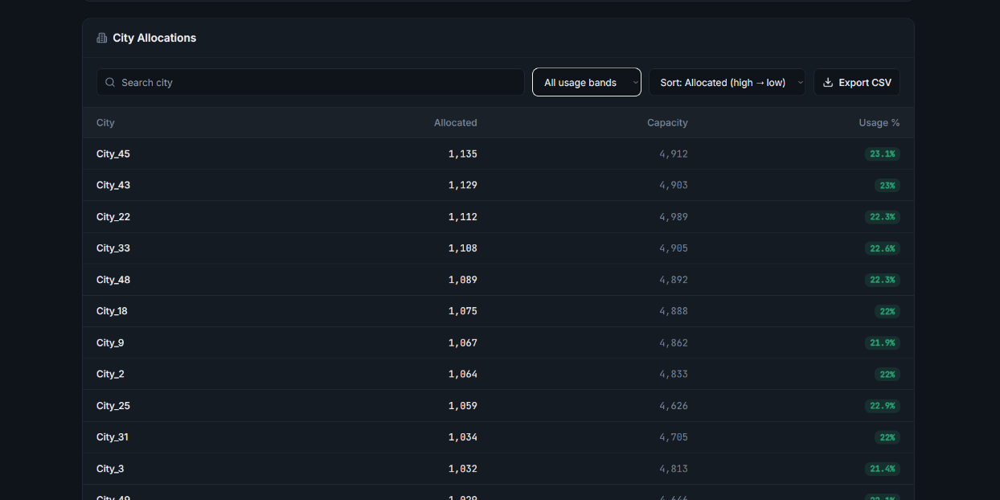 City Allocations
Search city All usage bands Sort: Allocated (high → low) Export CSV
City Allocated Capacity Usage %
City_45 1,135 4,912 23.1%
City_43 1,129 4,903 23%
City_22 1,112 4,989 22.3%
City_33 1,108 4,905 22.6%
City_48 1,089 4,892 22.3%
City_18 1,075 4,888 22%
City_9 1,067 4,862 21.9%
City_2 1,064 4,833 22%
City_25 1,059 4,626 22.9%
City_31 1,034 4,705 22%
City_3 1,032 4,813 21.4%
City_49 1,029